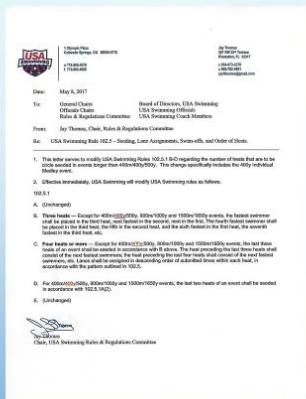 USA
SWIMMING
1 Olympic Plaza
Colorado Springs, CO
Jay Thomas
Date: May 8, 2017
To: General Chairs Board of Directors, USA Swimming
Officials Chairs USA Swimming Officials
Rules & Regulations Committee USA Swimming Coach Members
From Jay Thomas, Chair, Rules & Regulations Committee
Re: USA Swimming Rule 102.5 – Seeding, Lane Assignments, Swim-offs, and Order of Heats.
1. This letter serves to modify USA Swimming Rules 102.5.1 B-D regarding the number of heats that are to be
circle seeded in events longer than 400m/400y/500y. This change specifically includes the 400y Individual
Medley event.
2. Effective immediately, USA Swimming will modify USA Swimming rules as follows:
102.5.1
A. (Unchanged)
B. Three heats — Except for 400m/400y/500y, 800m/1000y and 1500m/1650y events, the fastest swimmer
shall be placed in the third heat, next fastest in the second, next in the first. The fourth fastest swimmer shall
be placed in the third heat, the fifth in the second heat, and the sixth fastest in the first heat, the seventh
fastest in the third heat, etc.
C. Four heats or more — Except for 400m/400y/500y, 800m/1000y and 1500m/1650y events, the last three
heats of an event shall be seeded in accordance with B above. The heat preceding the last three heats shall
consist of the next fastest swimmers; the heat preceding the last four heats shall consist of the next fastest
swimmers, etc. Lanes shall be assigned in descending order of submitted times within each heat, in
accordance with the pattern outlined in 102.5.
D. For 400m/400y/500y, 800m/1000y and 1500m/1650y events, the last two heats of an event shall be seeded
in accordance with 102.5.1A(2).
E. (Unchanged)
Jay Thomas
Chair, USA Swimming Rules & Regulations Committee